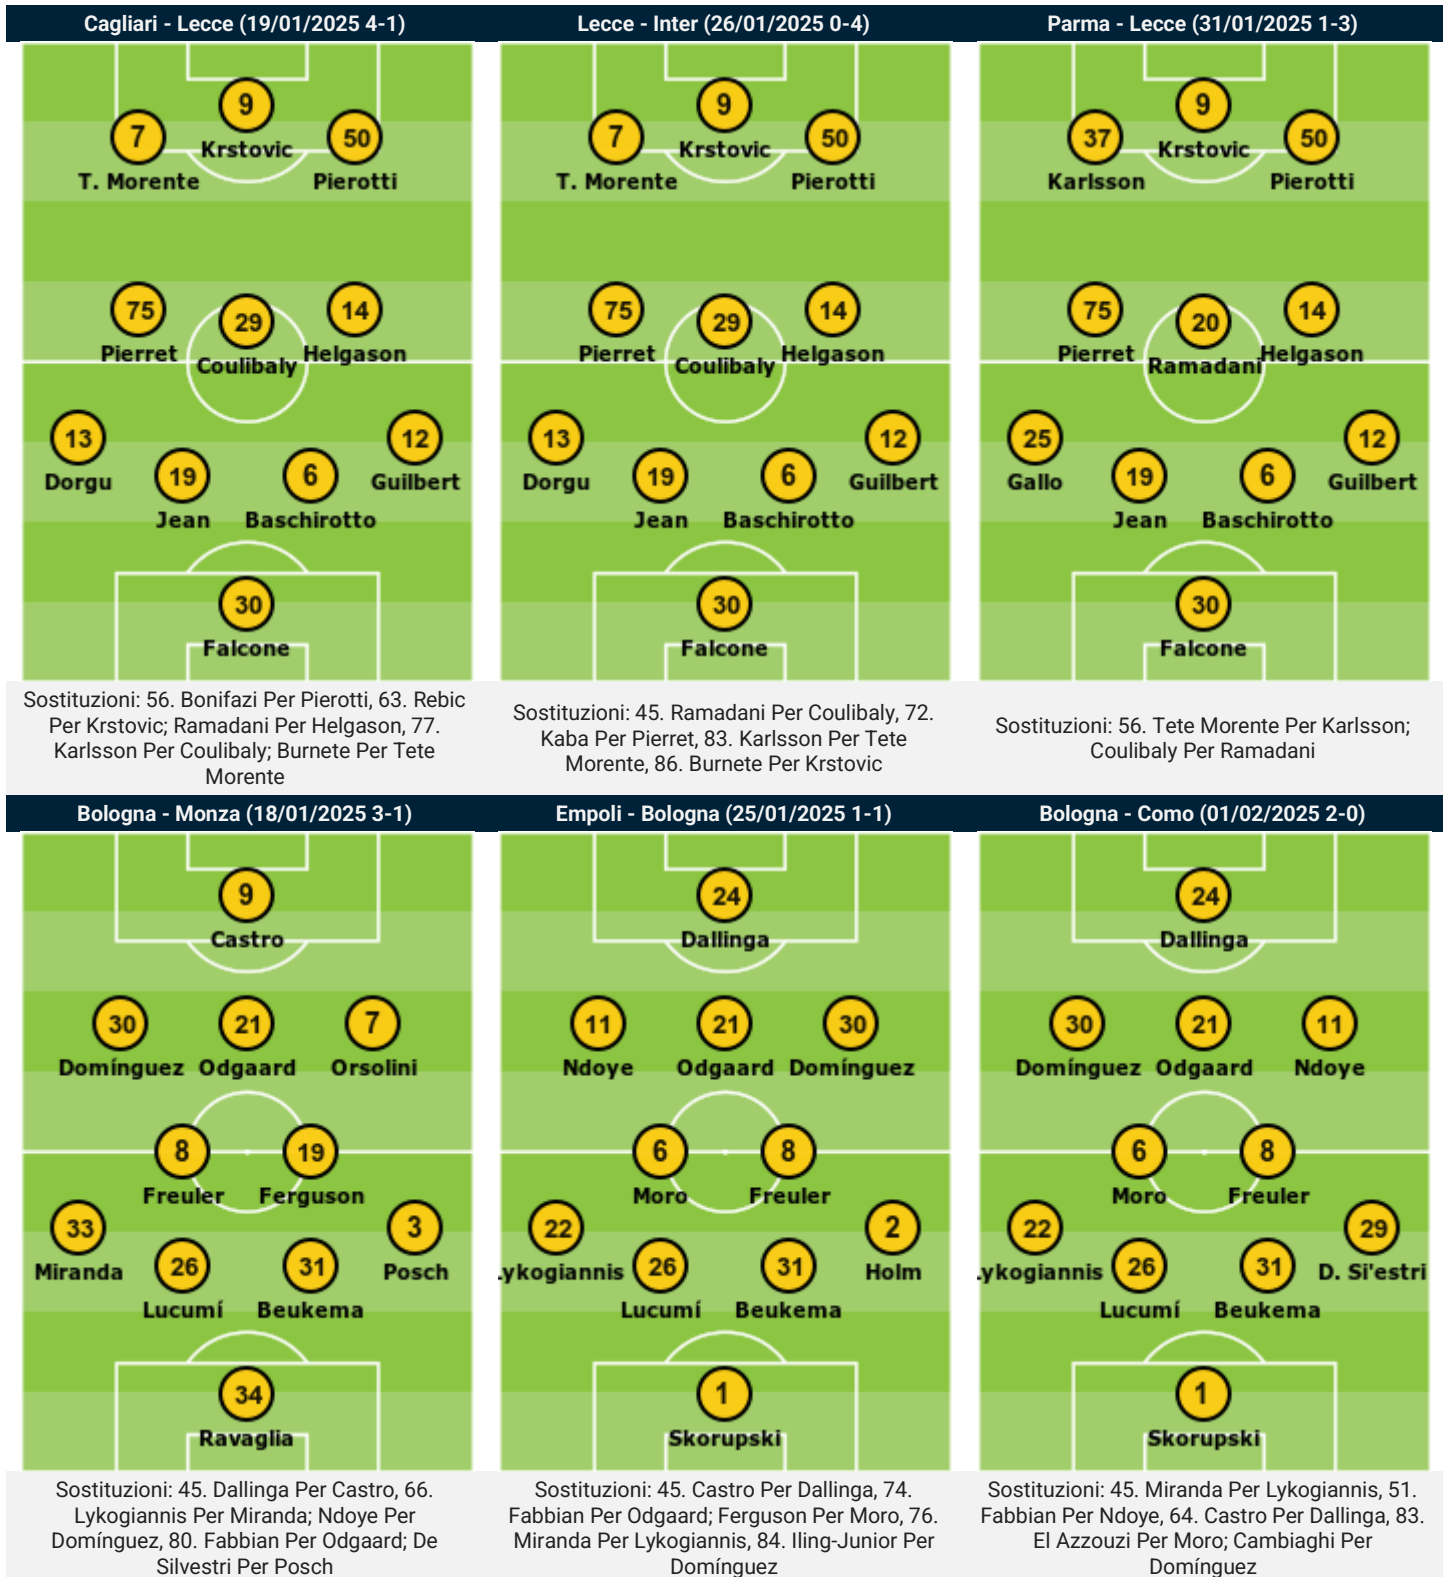 Cagliari - Lecce (19/01/2025 4-1)
9
7
50
Krstovic
T. Morente
Pierotti
75
29
14
Pierret
Coulibaly
Helgason
13
12
19
6
Dorgu
Guilbert
Jean
Baschirotto
30
Falcone
Sostituzioni: 56. Bonifazi Per Pierotti, 63. Rebic
Per Krstovic; Ramadani Per Helgason, 77.
Karlsson Per Coulibaly; Burnete Per Tete
Morente
Lecce - Inter (26/01/2025 0-4)
9
7
50
Krstovic
T. Morente
Pierotti
75
29
14
Pierret
Coulibaly
Helgason
13
12
19
6
Dorgu
Guilbert
Jean
Baschirotto
30
Falcone
Sostituzioni: 45. Ramadani Per Coulibaly, 72.
Kaba Per Pierret, 83. Karlsson Per Tete
Morente, 86. Burnete Per Krstovic
Parma - Lecce (31/01/2025 1-3)
9
37
50
Krstovic
Karlsson
Pierotti
75
20
14
Pierret
Ramadani
Helgason
25
12
19
6
Gallo
Guilbert
Jean
Baschirotto
30
Falcone
Sostituzioni: 56. Tete Morente Per Karlsson;
Coulibaly Per Ramadani
Bologna - Monza (18/01/2025 3-1)
9
Castro
30
21
7
Domínguez
Odgaard
Orsolini
8
19
Freuler
Ferguson
33
3
26
31
Miranda
Posch
Lucumí
Beukema
34
Ravaglia
Sostituzioni: 45. Dallinga Per Castro, 66.
Lykogiannis Per Miranda; Ndoye Per
Domínguez, 80. Fabbian Per Odgaard; De
Silvestri Per Posch
Empoli - Bologna (25/01/2025 1-1)
24
Dallinga
11
21
30
Ndoye
Odgaard
Domínguez
6
8
Moro
Freuler
22
2
26
31
ykogiannis
Holm
Lucumí
Beukema
1
Skorupski
Sostituzioni: 45. Castro Per Dallinga, 74.
Fabbian Per Odgaard; Ferguson Per Moro, 76.
Miranda Per Lykogiannis, 84. Iling-Junior Per
Domínguez
Bologna - Como (01/02/2025 2-0)
24
Dallinga
30
21
11
Domínguez
Odgaard
Ndoye
6
8
Moro
Freuler
22
29
26
31
ykogiannis
D. Si'estri
Lucumí
Beukema
1
Skorupski
Sostituzioni: 45. Miranda Per Lykogiannis, 51.
Fabbian Per Ndoye, 64. Castro Per Dallinga, 83.
El Azzouzi Per Moro; Cambiaghi Per
Domínguez